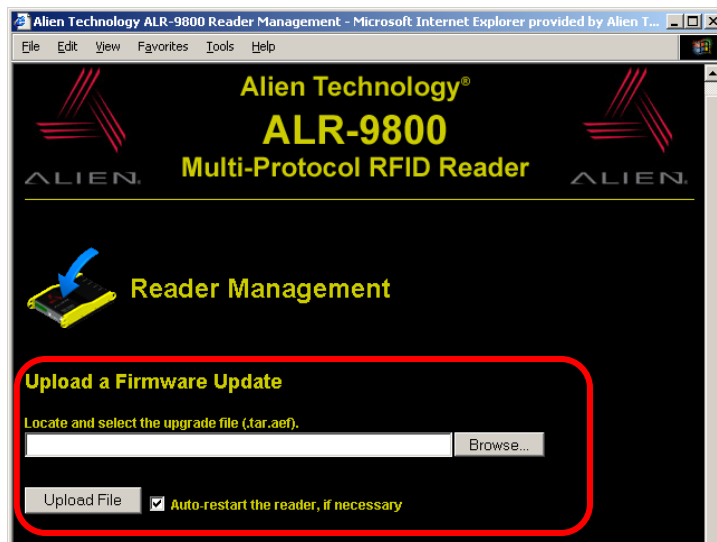 Alien Technology ALR-9800 Reader Management - Microsoft Internet Explorer provided by Alien T...
File Edit View Favorites Tools Help
Alien Technology®
ALR-9800
Multi-Protocol RFID Reader
ALIEN.
ALIEN.
Reader Management
Upload a Firmware Update
Locate and select the upgrade file (.tar.aef).
Browse...
Upload File
Auto-restart the reader, if necessary